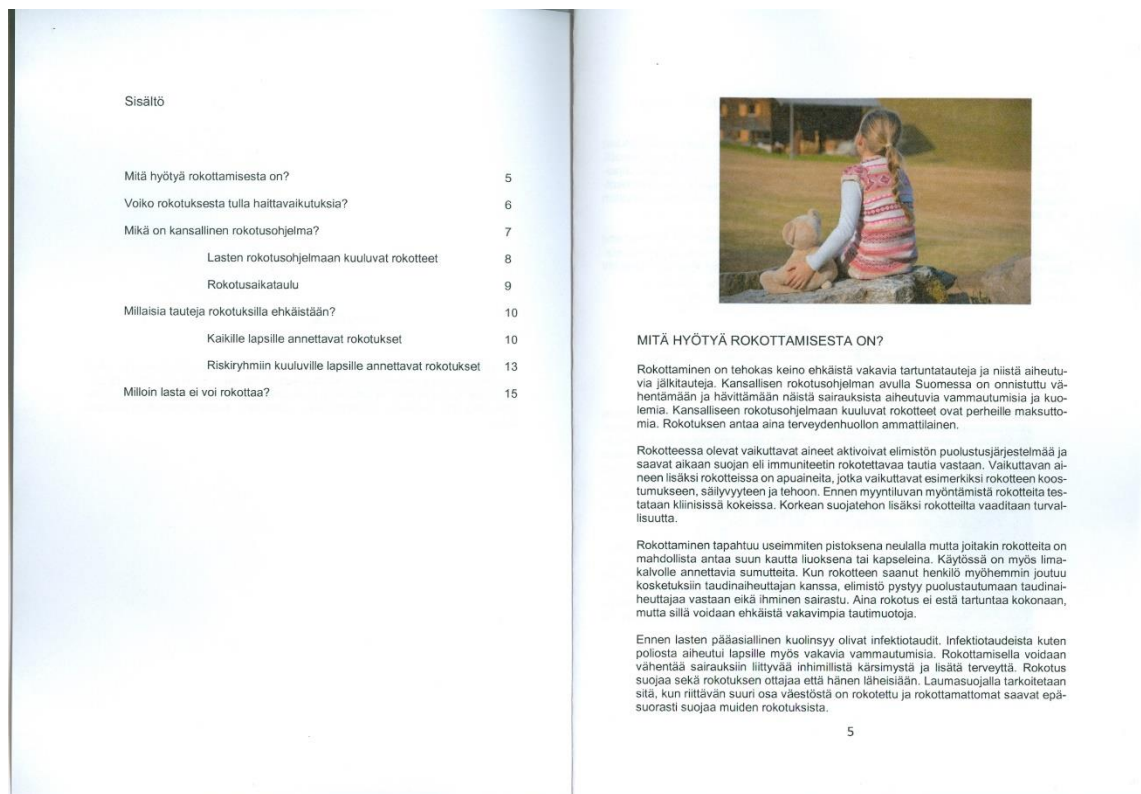 Sisältö
Mitä hyötyä rokottamisesta on? 5
Voiko rokotuksesta tulla haittavaikutuksia? 6
Mikä on kansallinen rokotusohjelma? 7
Lasten rokotusohjelmaan kuuluvat rokotteet 8
Rokotusaikataulu 9
Millaisia tauteja rokotuksilla ehkäistään? 10
Kaikille lapsille annettavat rokotukset 10
Riskiryhmiin kuuluville lapsille annettavat rokotukset 13
Milloin lasta ei voi rokottaa? 15
MITÄ HYÖTYÄ ROKOTTAMISESTA ON?
Rokottaminen on tehokas keino ehkäistä vakavia tartuntatauteja ja niistä aiheutu-
via jälkitauteja. Kansallisen rokotusohjelman avulla Suomessa on onnistuttu vä-
hentämään ja hävittämään näistä sairauksista aiheutuvia vammautumisia ja kuo-
lemia. Kansalliseen rokotusohjelmaan kuuluvat rokotteet ovat perheille maksutto-
mia. Rokotuksen antaa aina terveydenhuollon ammattilainen.
Rokotteessa olevat vaikuttavat aineet aktivoivat elimistön puolustusjärjestelmää ja
saavat aikaan suojan eli immuniteetin rokotettavaa tautia vastaan. Vaikuttavan ai-
neen lisäksi rokotteissa on apuaineita, jotka vaikuttavat esimerkiksi rokotteen koos-
tumukseen, säilyvyyteen ja tehoon. Ennen myyntiluvan myöntämistä rokotteita tes-
tataan kliinisissä kokeissa. Korkean suojatehon lisäksi rokotteilta vaaditaan turval-
lisuutta.
Rokottaminen tapahtuu useimmiten pistoksena neulalla mutta joitakin rokotteita on
mahdollista antaa suun kautta liuoksena tai kapseleina. Käytössä on myös lima-
kalvolle annettavia sumutteita. Kun rokotteen saanut henkilö myöhemmin joutuu
kosketuksiin taudinaiheuttajan kanssa, elimistö pystyy puolustautumaan taudinai-
heuttajaa vastaan eikä ihminen sairastu. Aina rokotus ei estä tartuntaa kokonaan,
mutta sillä voidaan ehkäistä vakavimpia tautimuotoja.
Ennen lasten pääasiallinen kuolinsyy olivat infektiotaudit. Infektiotaudeista kuten
poliosta aiheutui lapsille myös vakavia vammautumisia. Rokottamisella voidaan
vähentää sairauksiin liittyvää inhimillistä kärsimystä ja lisätä terveyttä. Rokotus
suojaa sekä rokotuksen ottajaa että hänen läheisiään. Laumasuojalla tarkoitetaan
sitä, kun riittävän suuri osa väestöstä on rokotettu ja rokottamattomat saavat epä-
suorasti suojaa muiden rokotuksista.
5